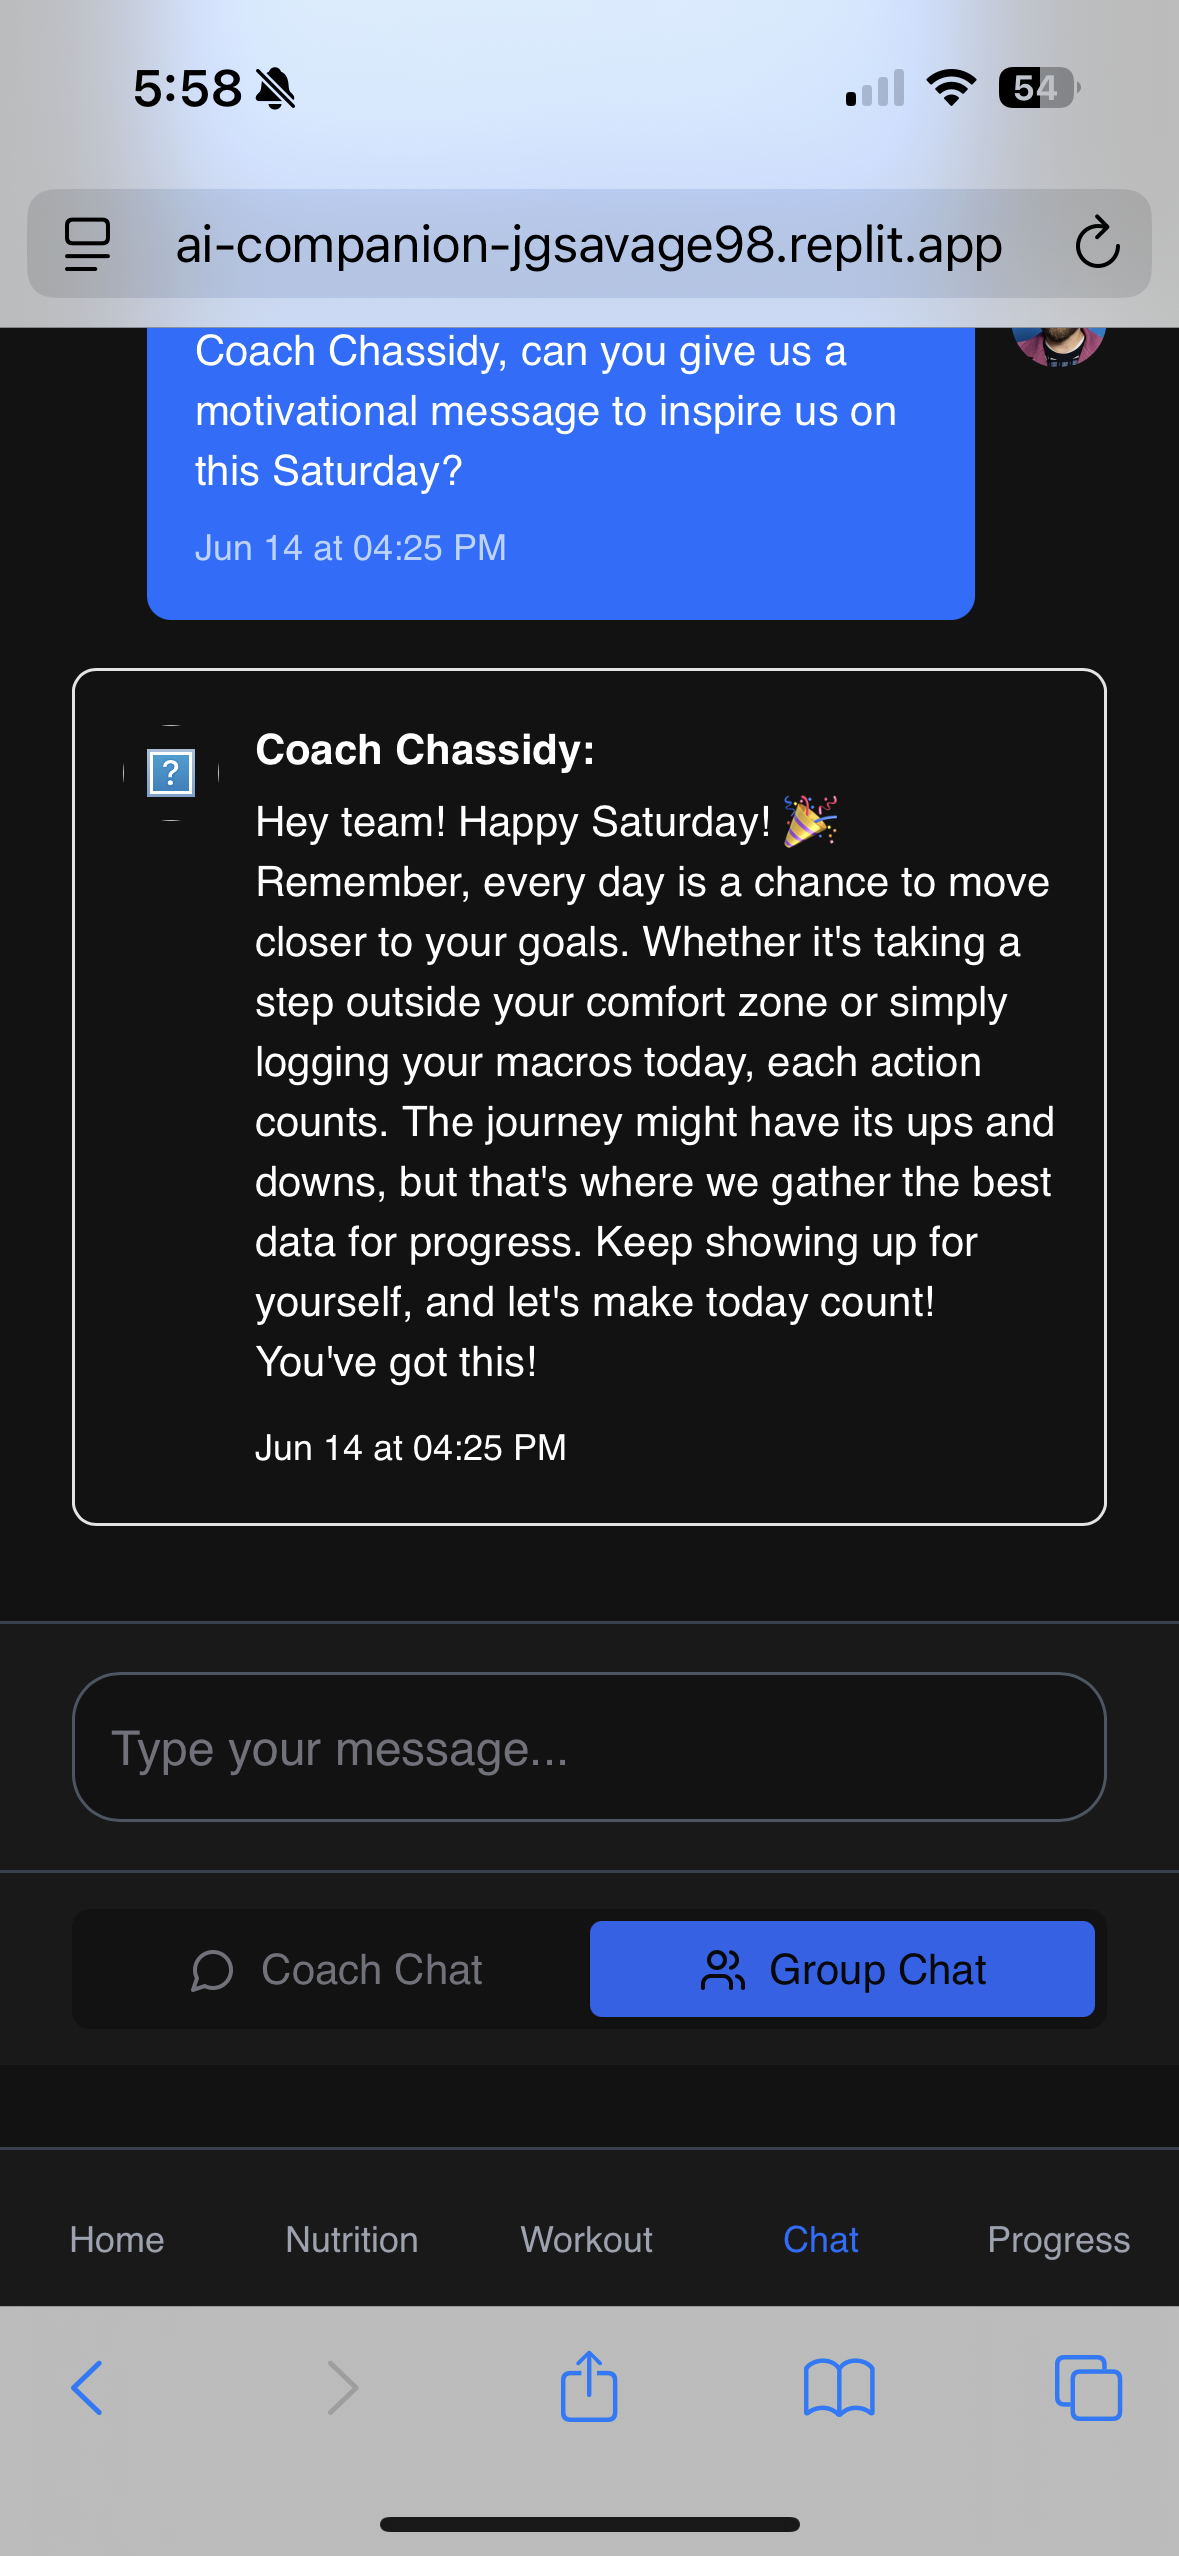 5:58
54
ai-companion-jgsavage98.replit.app
Coach Chassidy, can you give us a
motivational message to inspire us on
this Saturday?
Jun 14 at 04:25 PM
?
Coach Chassidy:
Hey team! Happy Saturday! 🎉
Remember, every day is a chance to move
closer to your goals. Whether it's taking a
step outside your comfort zone or simply
logging your macros today, each action
counts. The journey might have its ups and
downs, but that's where we gather the best
data for progress. Keep showing up for
yourself, and let's make today count!
You've got this!
Jun 14 at 04:25 PM
Type your message...
Coach Chat
Group Chat
Home
Nutrition
Workout
Chat
Progress